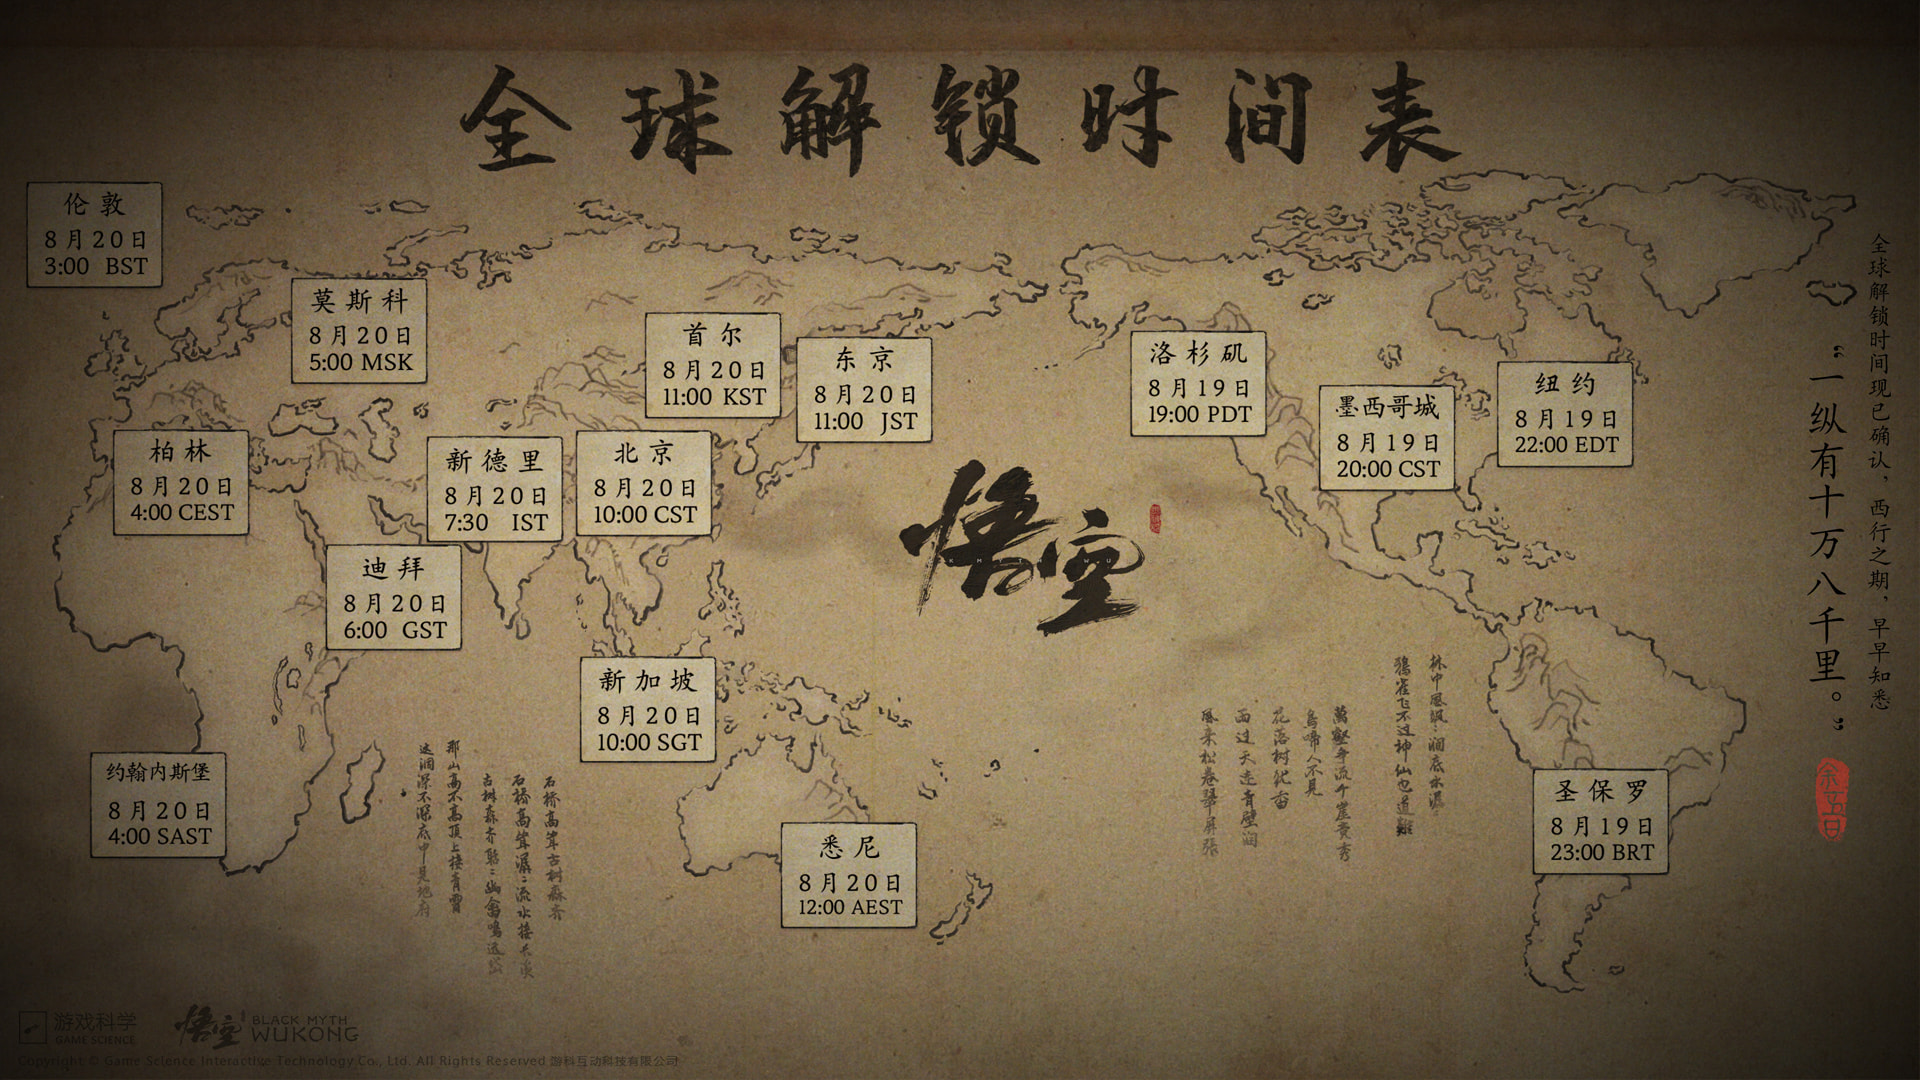 全球解锁时间表
伦敦
8月20日
3:00 BST
莫斯科
8月20日
5:00 MSK
首尔
8月20日
11:00 KST
东京
8月20日
11:00 JST
洛杉矶
8月19日
19:00 PDT
墨西哥城
8月19日
20:00 CST
纽约
8月19日
22:00 EDT
柏林
8月20日
4:00 CEST
新德里
8月20日
7:30 IST
北京
8月20日
10:00 CST
迪拜
8月20日
6:00 GST
新加坡
8月20日
10:00 SGT
约翰内斯堡
8月20日
4:00 SAST
悉尼
8月20日
12:00 AEST
圣保罗
8月19日
23:00 BRT
悟空
全球解锁时间现已确认，西行之期，早早知悉
“一纵有十万八千里。”
余五日
林中风飒：涧底水潺：
鸦雀飞不过神仙也道难
萬壑争流千崖竞秀
鸟啼人不见
花落树犹香
雨过天连青壁润
风来松卷翠屏张
石桥高耸古树森齐
石桥高耸潺：流水接长溪
古树森齐聒：幽禽鸣远岱
那山高不高顶上接青霄
这涧深不深底中见地府
游戏科学
GAME SCIENCE
悟空
BLACK MYTH
WUKONG
Copyright © Game Science Interactive Technology Co., Ltd. All Rights Reserved 游科互动科技有限公司